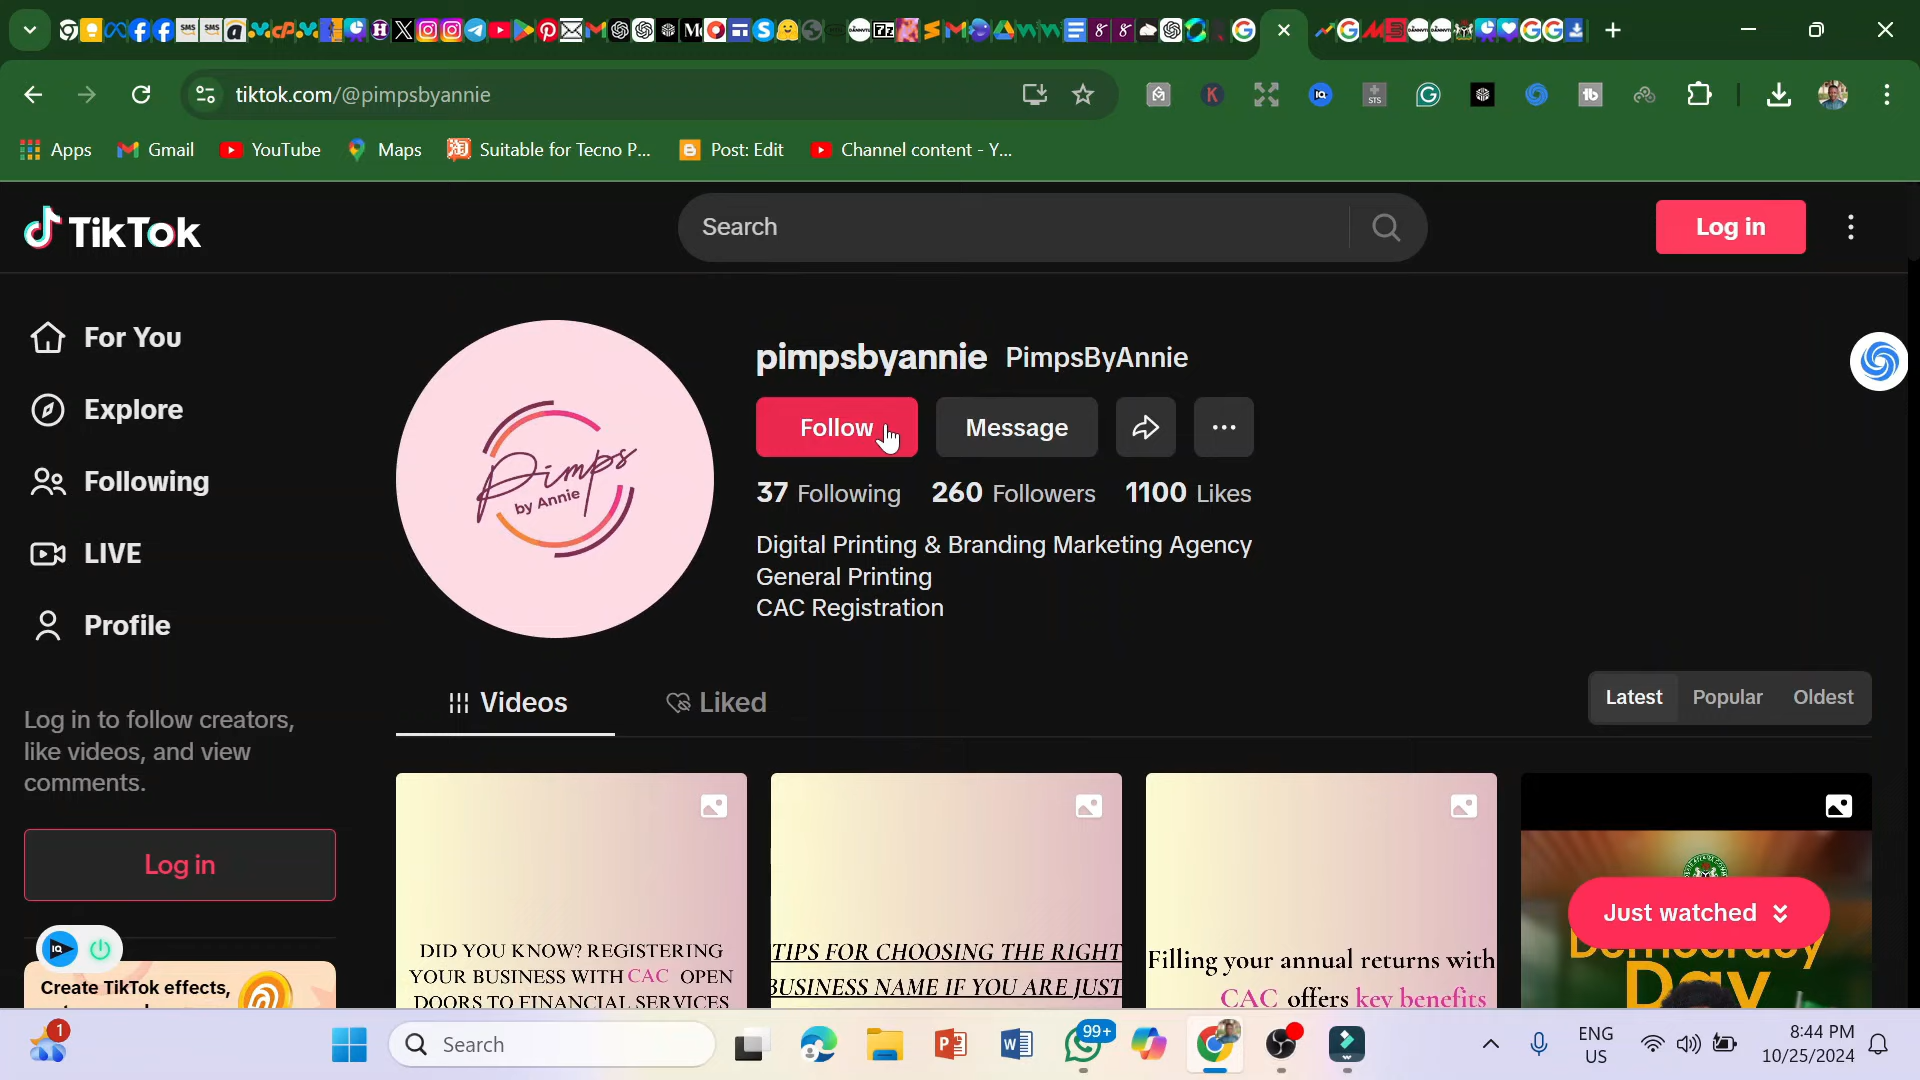 tiktok.com/@pimpsbyannie
Apps
Gmail
YouTube
Maps
Suitable for Tecno P...
Post: Edit
Channel content - Y...
TikTok
Search
Log in
For You
Explore
Following
LIVE
Profile
Log in to follow creators,
like videos, and view
comments.
Log in
Create TikTok effects,
pimpsbyannie PimpsByAnnie
Follow
Message
37 Following 260 Followers 1100 Likes
Digital Printing & Branding Marketing Agency
General Printing
CAC Registration
Pimps
by Annie
Videos
Liked
Latest
Popular
Oldest
DID YOU KNOW? REGISTERING
YOUR BUSINESS WITH CAC OPEN
DOORS TO FINANCIAL SERVICES
TIPS FOR CHOOSING THE RIGHT
BUSINESS NAME IF YOU ARE JUST
Filling your annual returns with
CAC offers key benefits
Democracy
Day
Just watched
1
Search
99+
ENG
US
8:44 PM
10/25/2024